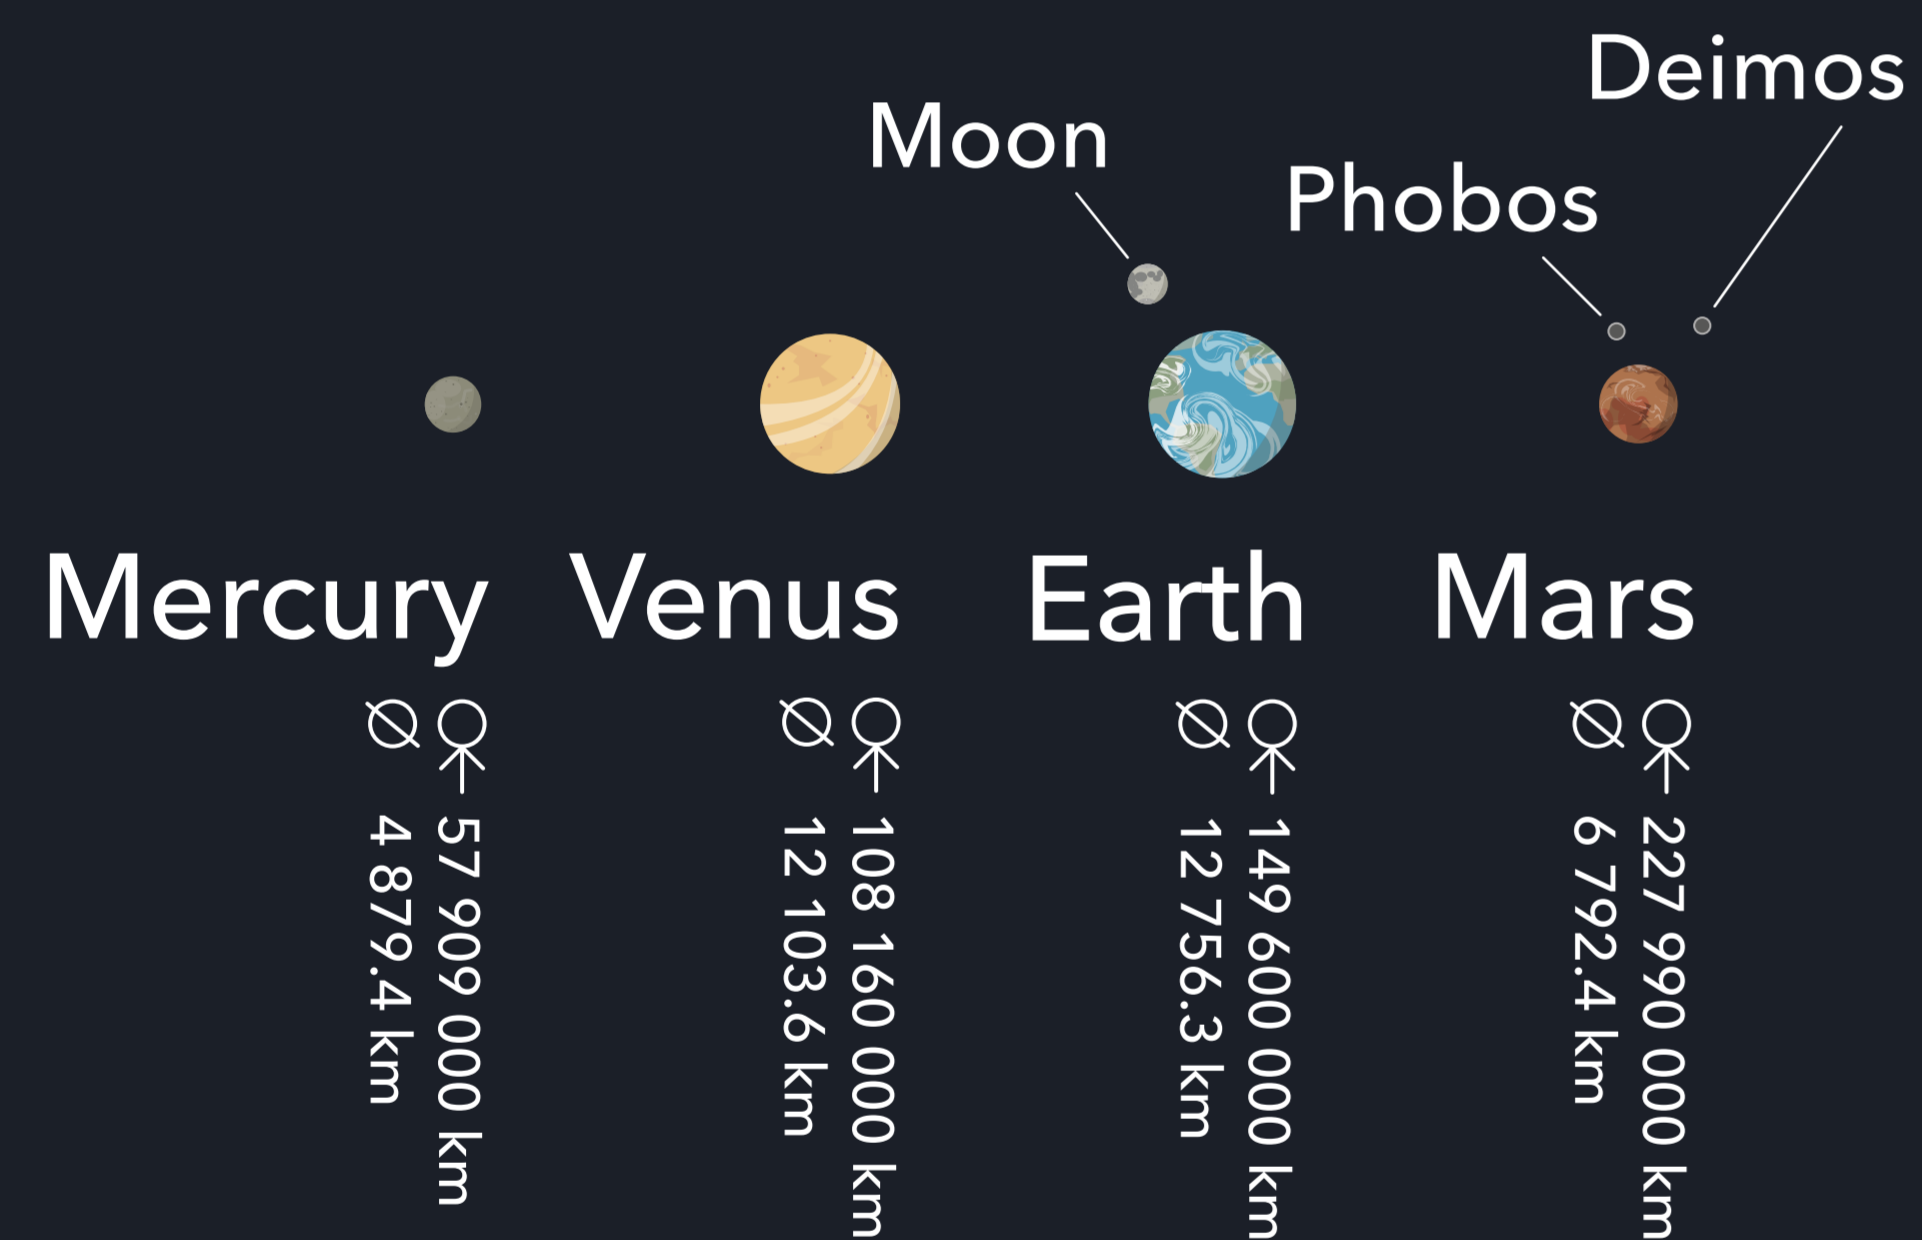 Deimos
Moon
Phobos
Mercury
57 909 000 km
4 879.4 km
Venus
108 160 000 km
12 103.6 km
Earth
149 600 000 km
12 756.3 km
Mars
227 990 000 km
6 792.4 km